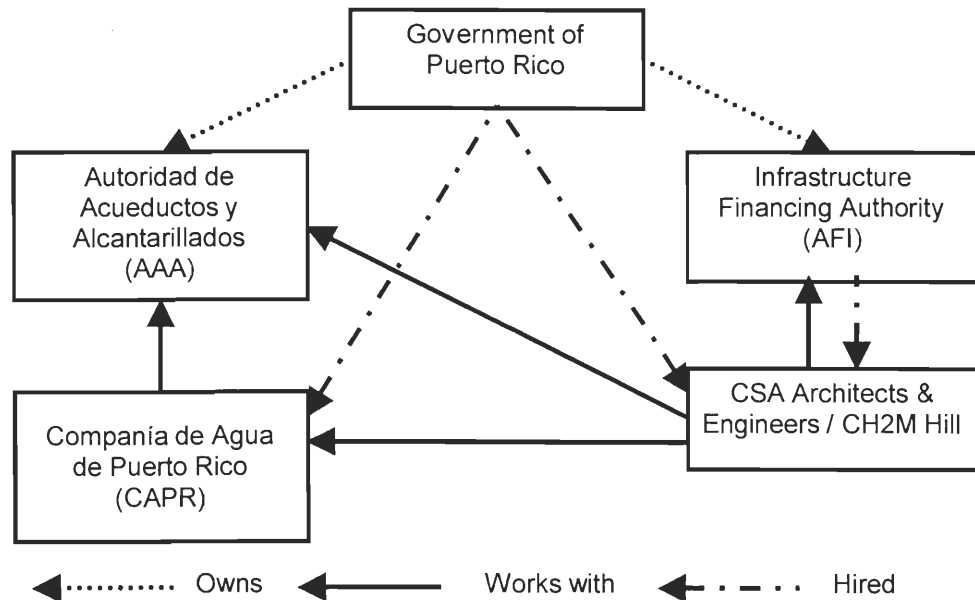 Government of
Puerto Rico
Autoridad de
Acueductos y
Alcantarillados
(AAA)
Infrastructure
Financing Authority
(AFI)
Compañía de Agua
de Puerto Rico
(CAPR)
CSA Architects &
Engineers / CH2M Hill
Owns
Works with
Hired